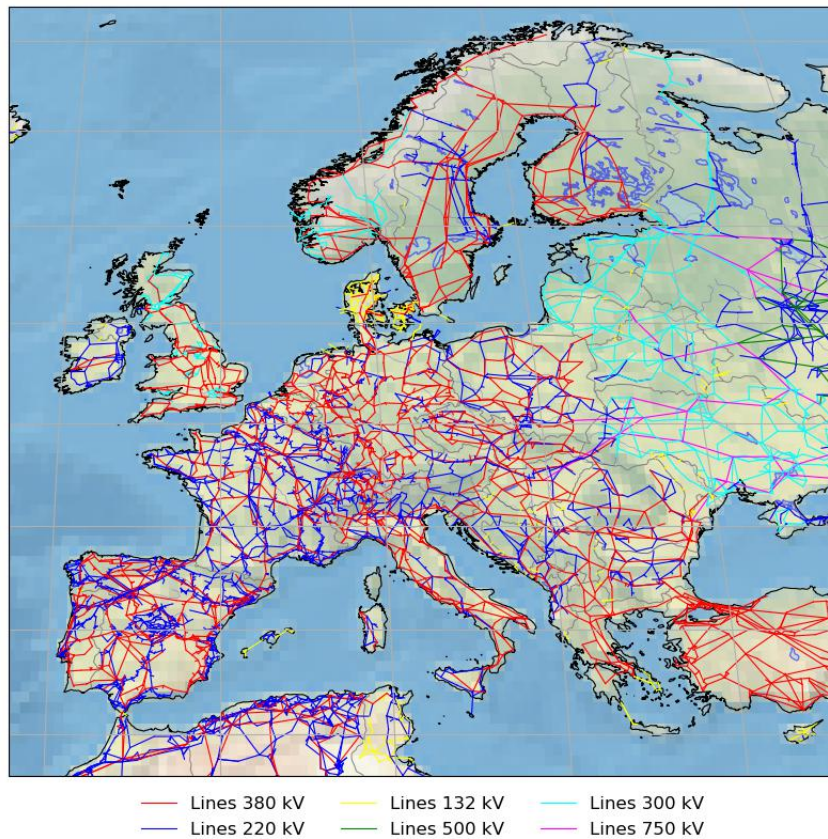 Lines 380 kV
Lines 132 kV
Lines 300 kV
Lines 220 kV
Lines 500 kV
Lines 750 kV